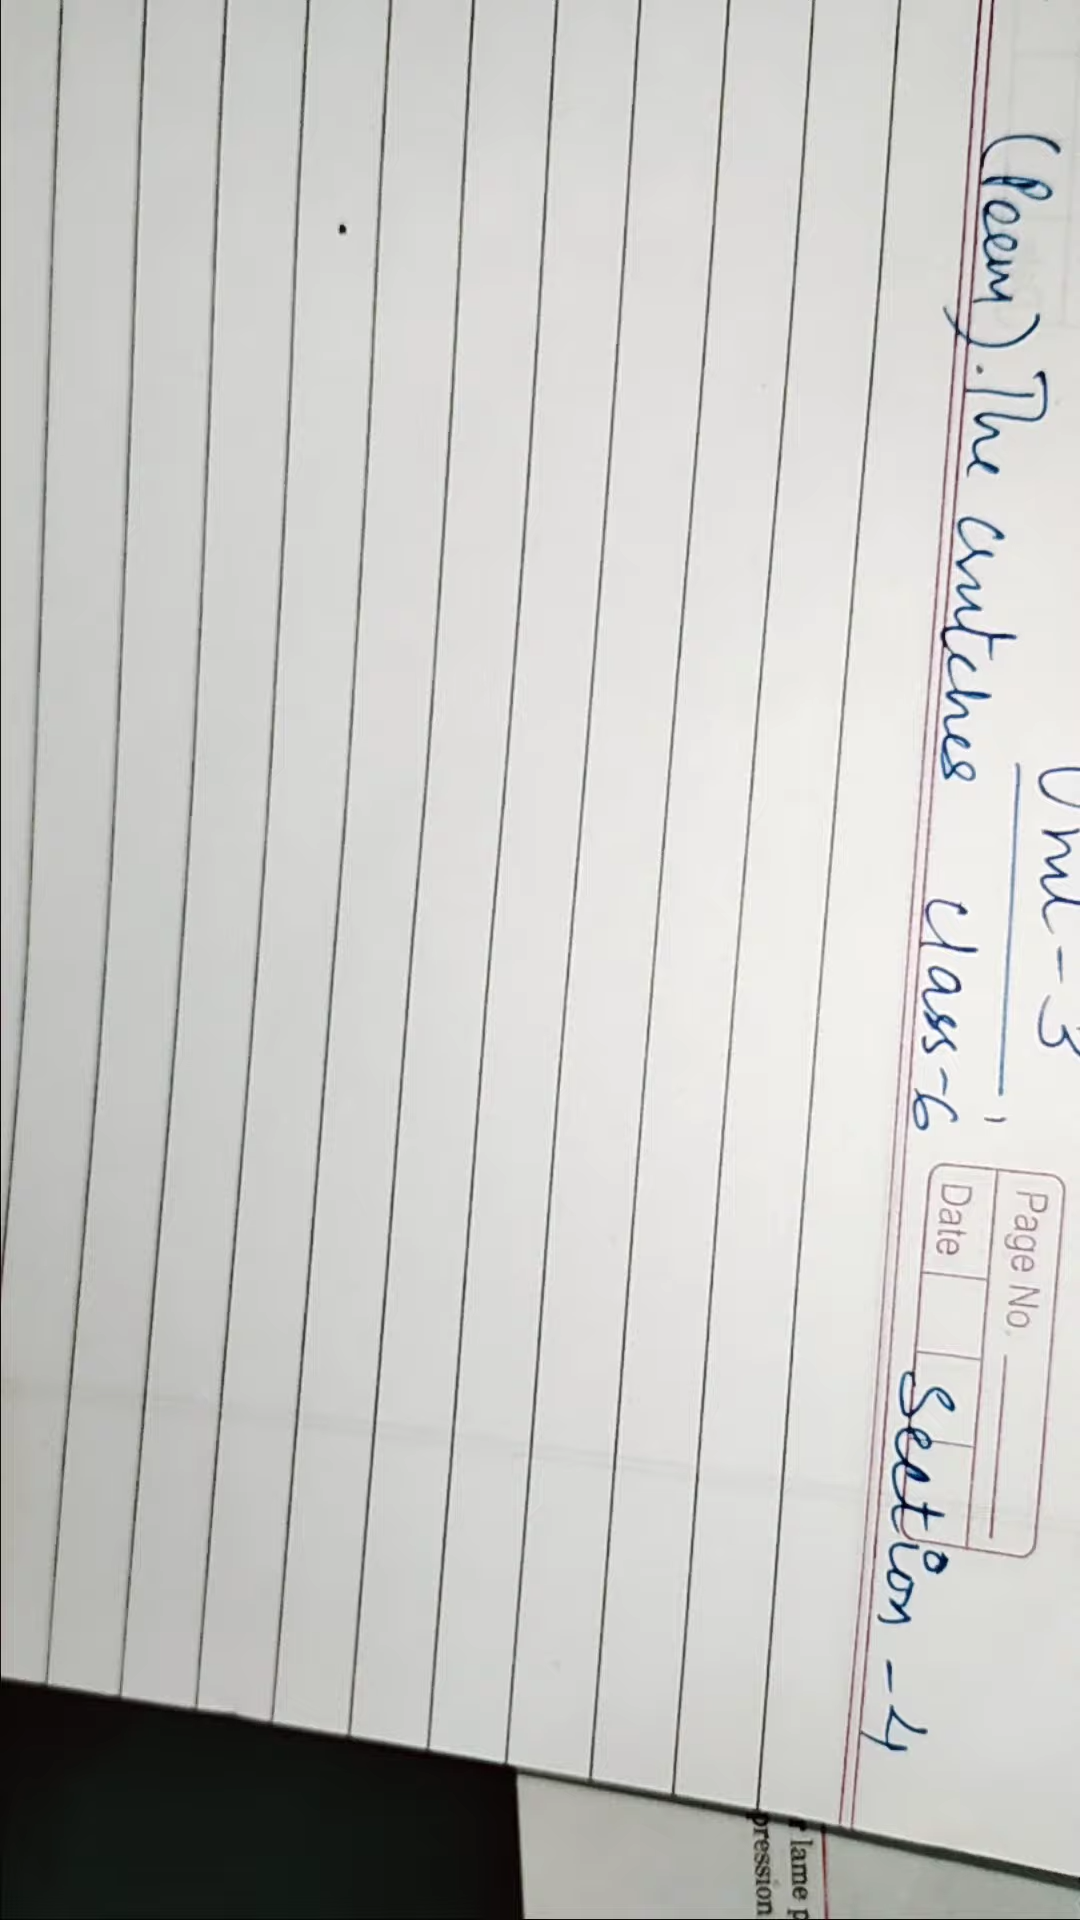 Unit - 3
Page No.
Date
(Poem). The crutches class-6 Section - 4
lame p
pression